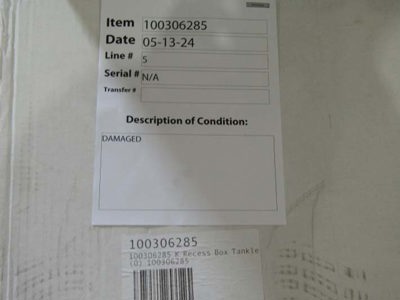 Item 100306285
Date 05-13-24
Line # 5
Serial # N/A
Transfer #
Description of Condition:
DAMAGED
100306285
100306285 K Recess Box Tankle
(0) 100306285